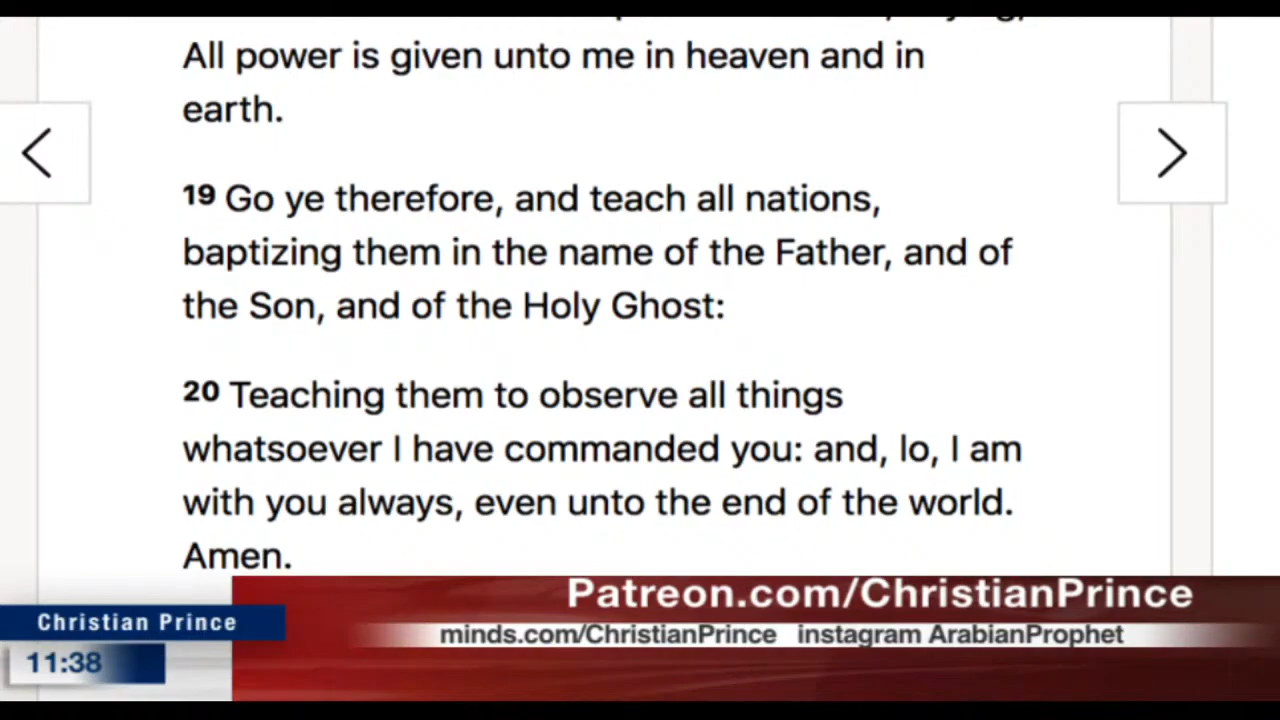 All power is given unto me in heaven and in
earth.
19 Go ye therefore, and teach all nations,
baptizing them in the name of the Father, and of
the Son, and of the Holy Ghost:
20 Teaching them to observe all things
whatsoever I have commanded you: and, lo, I am
with you always, even unto the end of the world.
Amen.
Patreon.com/ChristianPrince
Christian Prince
minds.com/ChristianPrince instagram ArabianProphet
11:38